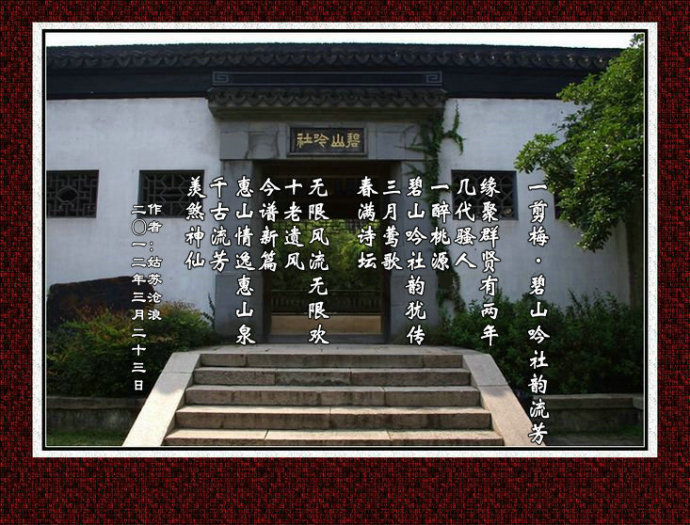 碧山吟社
一剪梅·碧山吟社韵流芳
缘聚群贤有两年
几代骚人
一醉桃源
碧山吟社韵犹传
三月莺歌
春满诗坛
无限风流无限欢
十老遗风
今谱新篇
惠山情逸惠山泉
千古流芳
羡煞神仙
作者：姑苏沧浪
二〇一二年三月二十三日